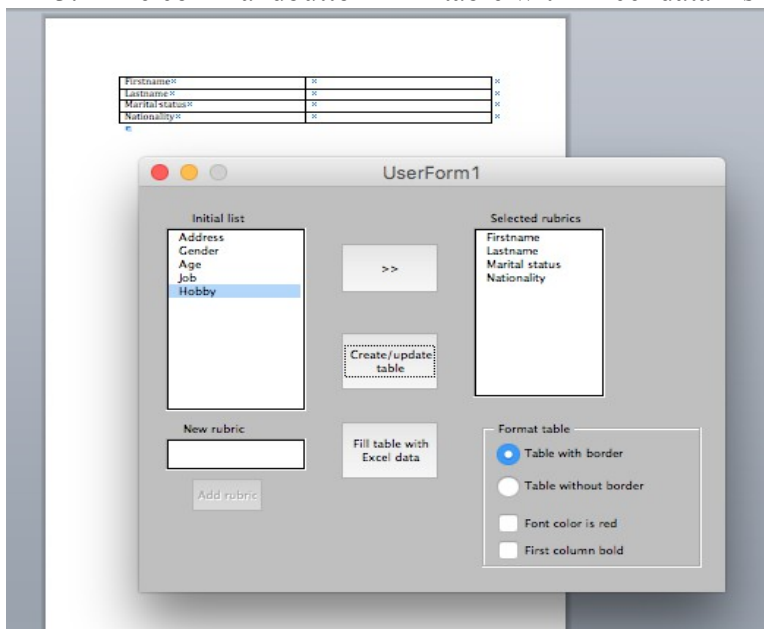 Firstname
Lastname
Marital status
Nationality
UserForm1
Initial list
Address
Gender
Age
Job
Hobby
>>
Create/update
table
Fill table with
Excel data
Selected rubrics
Firstname
Lastname
Marital status
Nationality
New rubric
Add rubric
Format table
Table with border
Table without border
Font color is red
First column bold